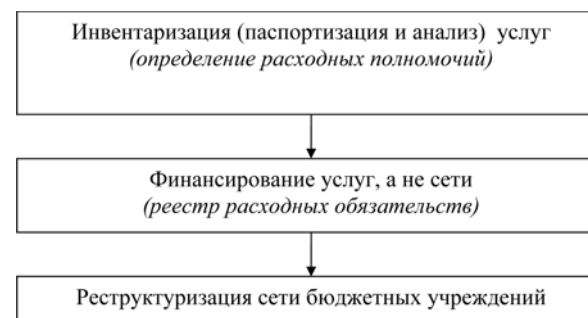 Инвентаризация (паспортизация и анализ) услуг
(определение расходных полномочий)
Финансирование услуг, а не сети
(реестр расходных обязательств)
Реструктуризация сети бюджетных учреждений